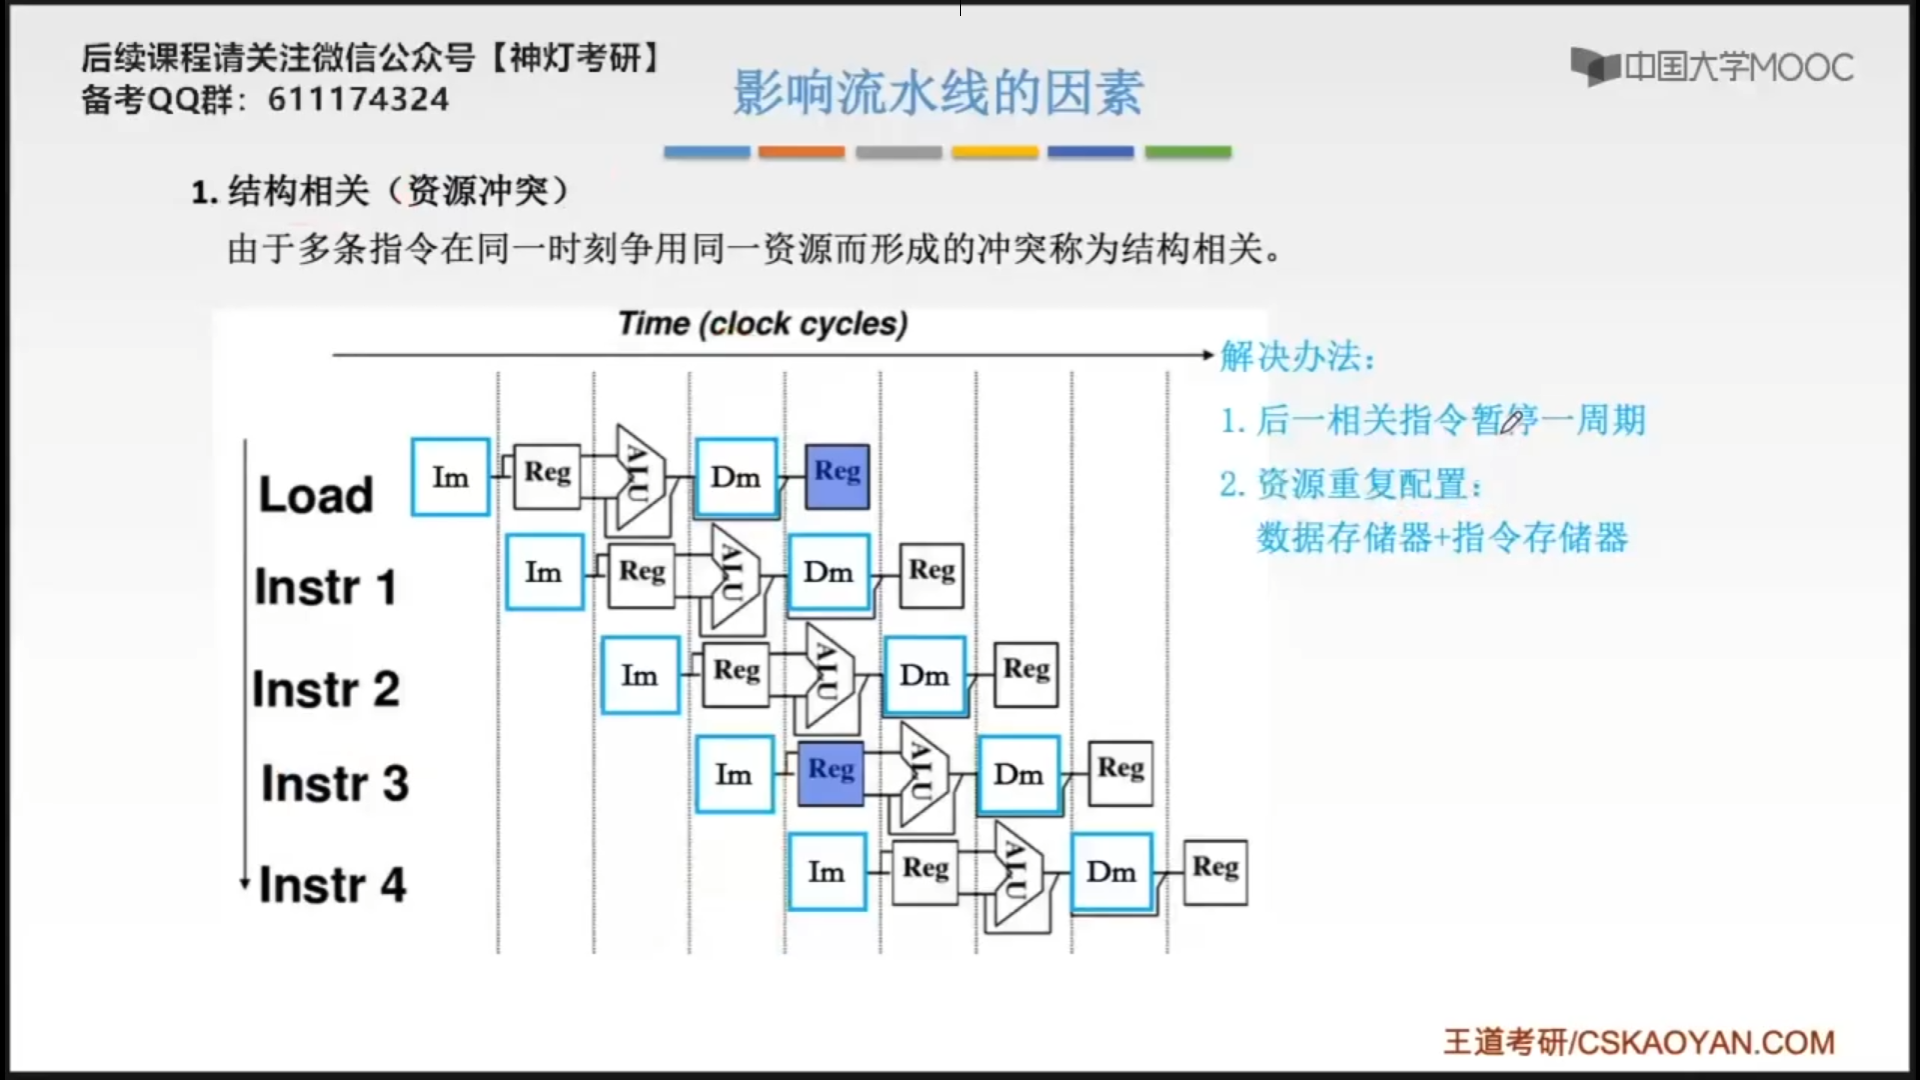 后续课程请关注微信公众号【神灯考研】
备考QQ群：611174324
中国大学MOOC
影响流水线的因素
1. 结构相关（资源冲突）
由于多条指令在同一时刻争用同一资源而形成的冲突称为结构相关。
Time (clock cycles)
解决办法：
1. 后一相关指令暂停一周期
2. 资源重复配置：
数据存储器+指令存储器
Load Im Reg ALU Dm Reg
Instr 1 Im Reg ALU Dm Reg
Instr 2 Im Reg ALU Dm Reg
Instr 3 Im Reg ALU Dm Reg
Instr 4 Im Reg ALU Dm Reg
王道考研/CSKAOYAN.COM